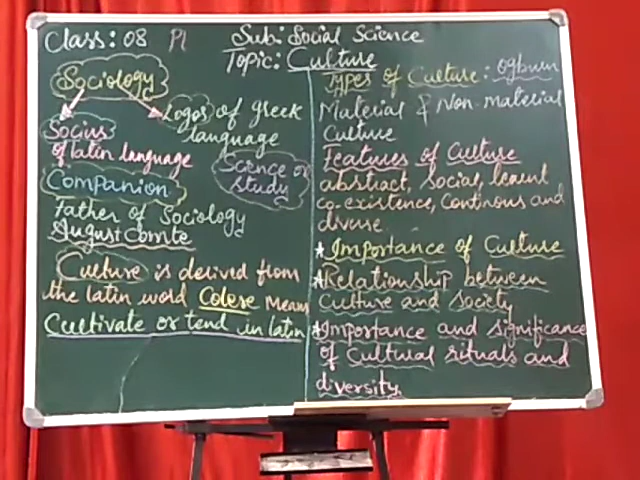 Class: 08 P1
Sub: Social Science
Topic: Culture
Sociology
Logos of greek
language
Socius
of latin language
Science or
study
Companion
Father of Sociology
August Comte
Culture is derived from
the latin word Colere means
Cultivate or tend in latin
Types of Culture: Ogburn
Material & Non-material
Culture
Features of Culture
abstract, social, learnt
co-existence, Continous and
diverse
* Importance of Culture
* Relationship between
Culture and Society
* Importance and significance
of Cultural rituals and
diversity.